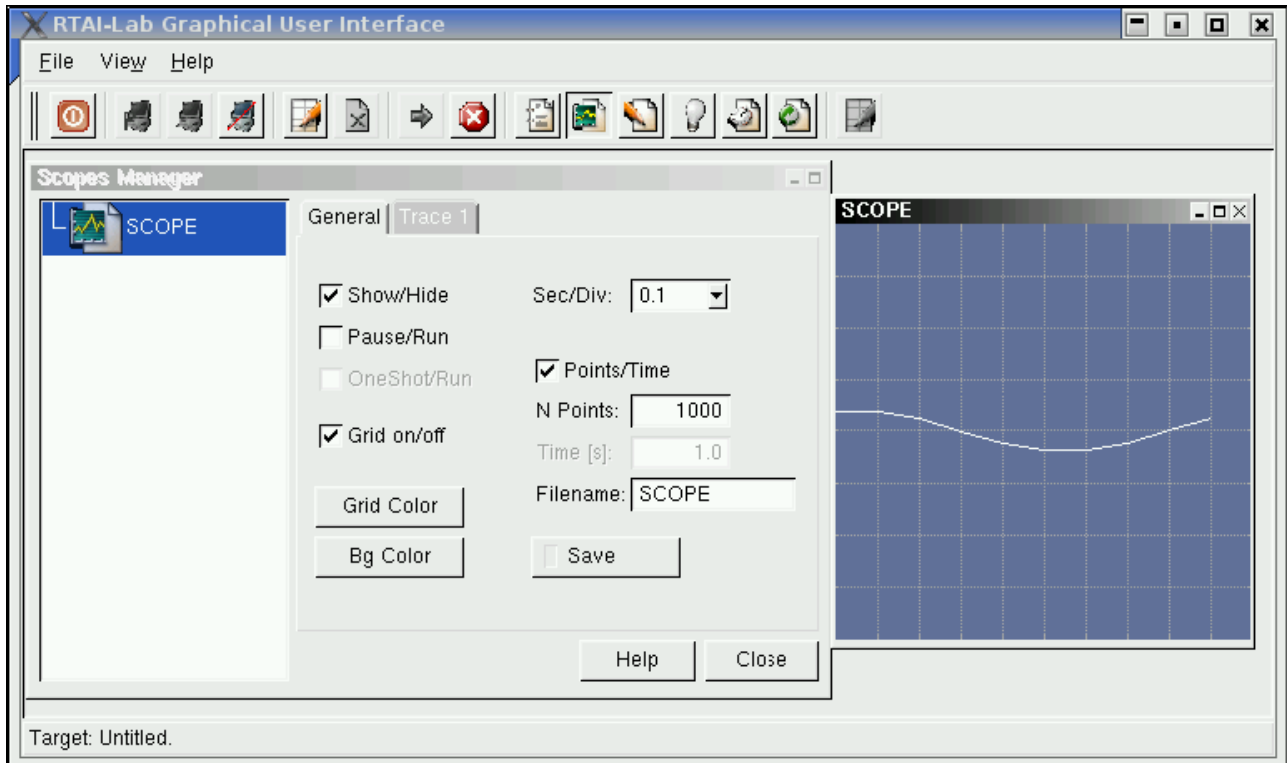 RTAI-Lab Graphical User Interface
File View Help
Scopes Manager
SCOPE
General Trace 1
Show/Hide
Sec/Div: 0.1
Pause/Run
OneShot/Run
Points/Time
N Points: 1000
Grid on/off
Time [s]: 1.0
Filename: SCOPE
Grid Color
Bg Color
Save
Help Close
SCOPE
Target: Untitled.